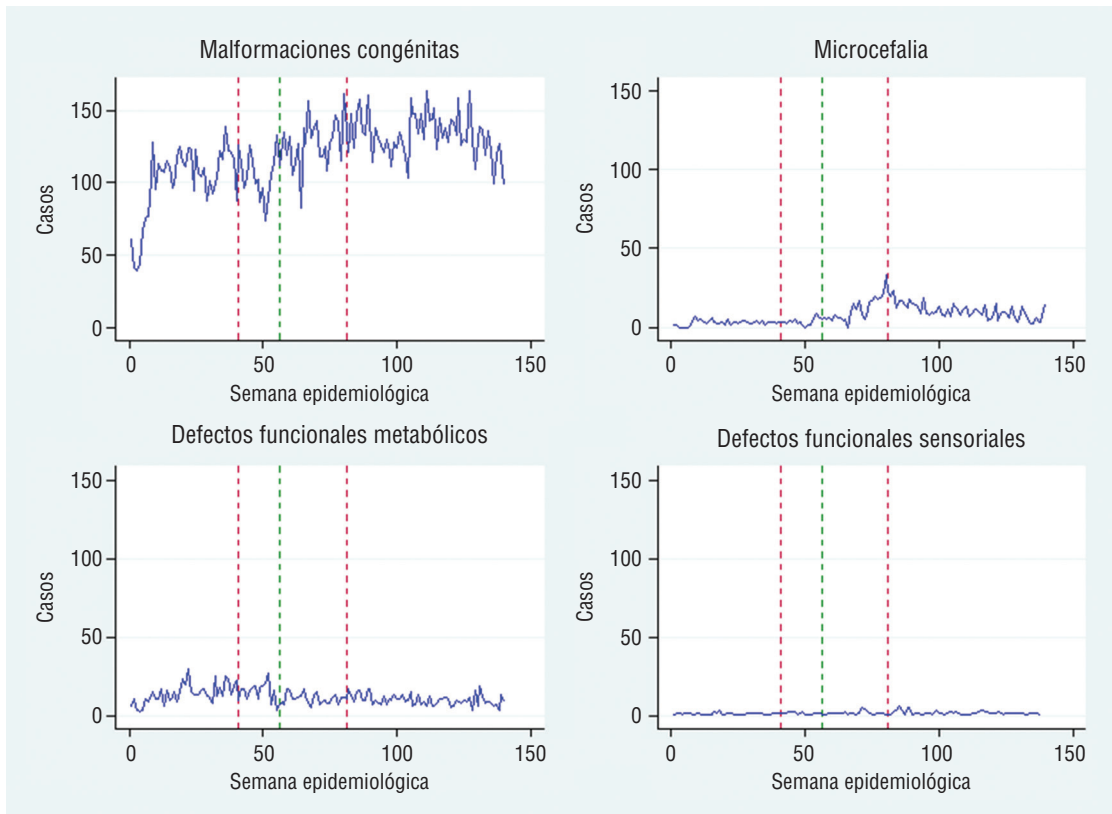 Malformaciones congénitas
Casos
150
100
50
0
0 50 100 150
Semana epidemiológica
Microcefalia
Casos
150
100
50
0
0 50 100 150
Semana epidemiológica
Defectos funcionales metabólicos
Casos
150
100
50
0
0 50 100 150
Semana epidemiológica
Defectos funcionales sensoriales
Casos
150
100
50
0
0 50 100 150
Semana epidemiológica